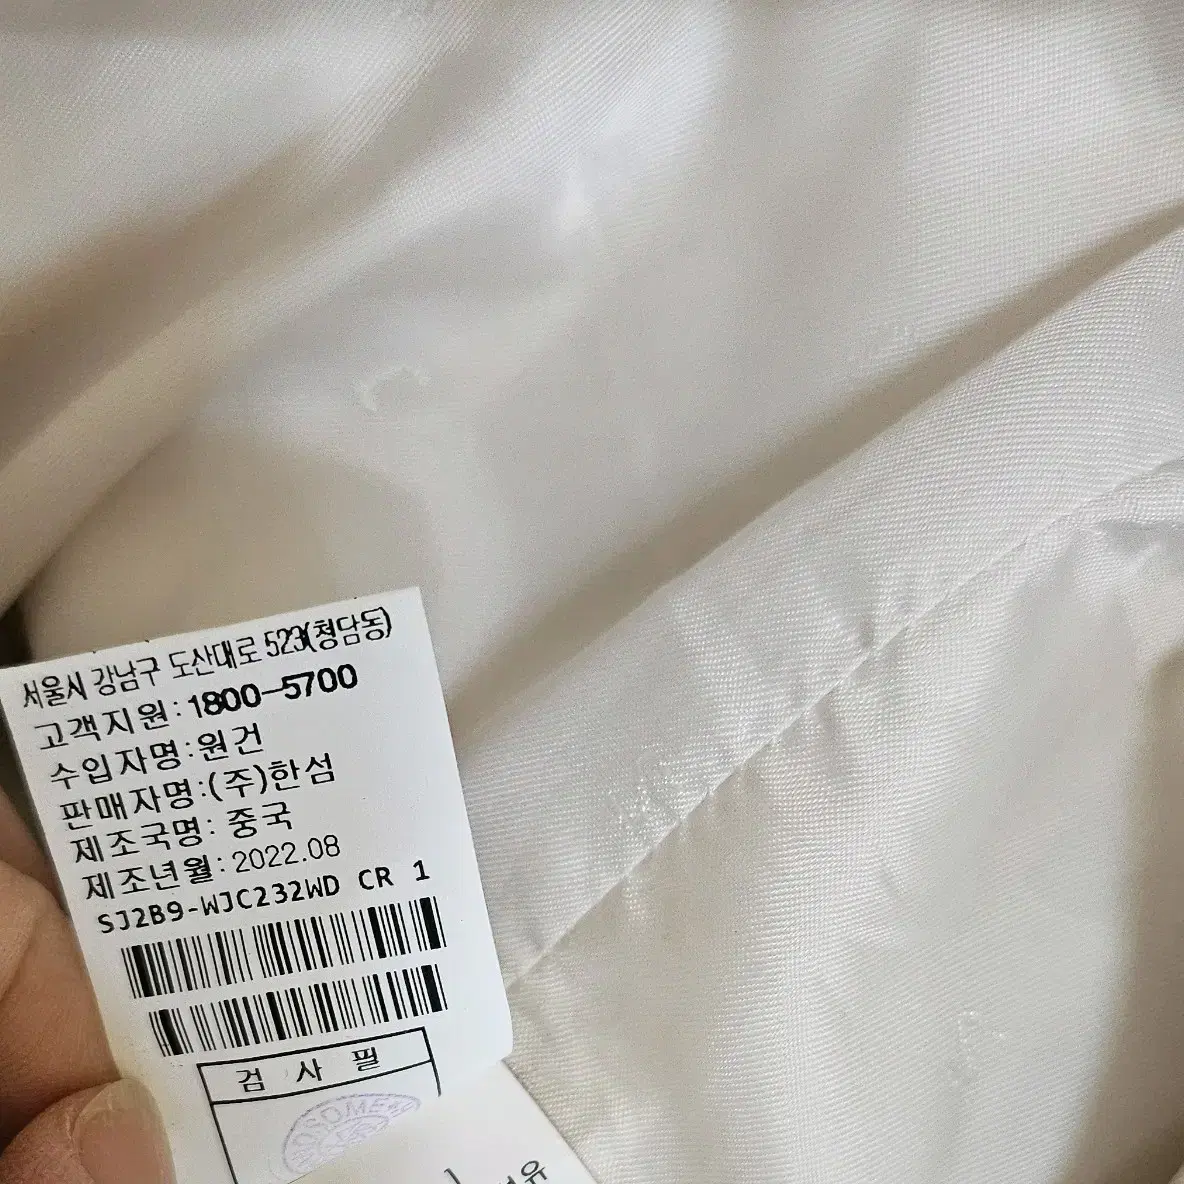 서울시 강남구 도산대로 523(청담동)
고객지원:1800-5700
수입자명:원건
판매자명:(주)한섬
제조국명: 중국
제조년월:2022.08
SJ2B9-WJC232WD CR 1
검 사 필